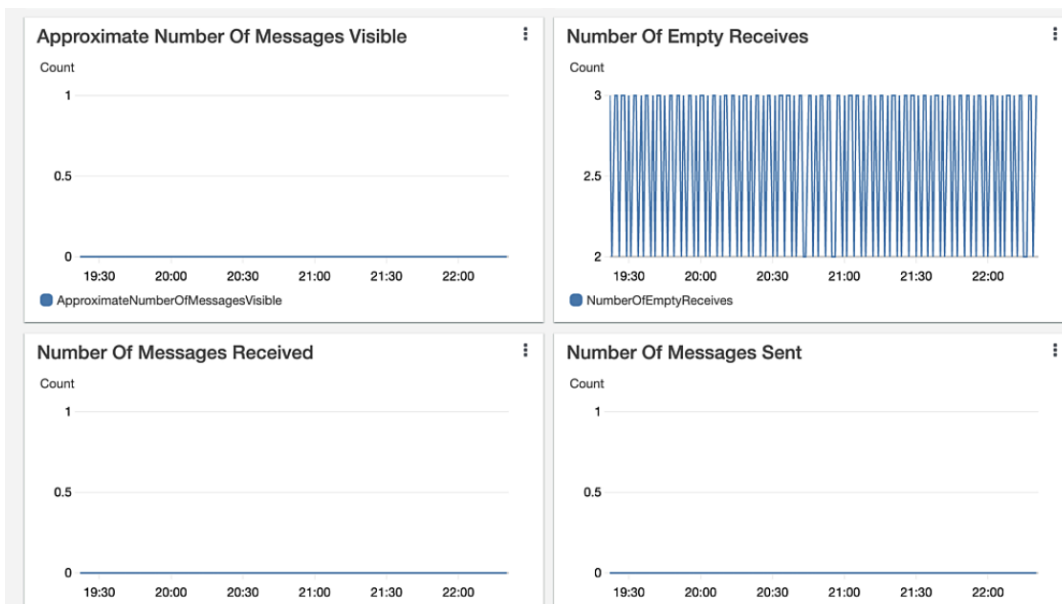 Approximate Number Of Messages Visible
Count
1
0.5
0
19:30 20:00 20:30 21:00 21:30 22:00
ApproximateNumberOfMessagesVisible
Number Of Empty Receives
Count
3
2.5
2
19:30 20:00 20:30 21:00 21:30 22:00
NumberOfEmptyReceives
Number Of Messages Received
Count
1
0.5
0
19:30 20:00 20:30 21:00 21:30 22:00
Number Of Messages Sent
Count
1
0.5
0
19:30 20:00 20:30 21:00 21:30 22:00